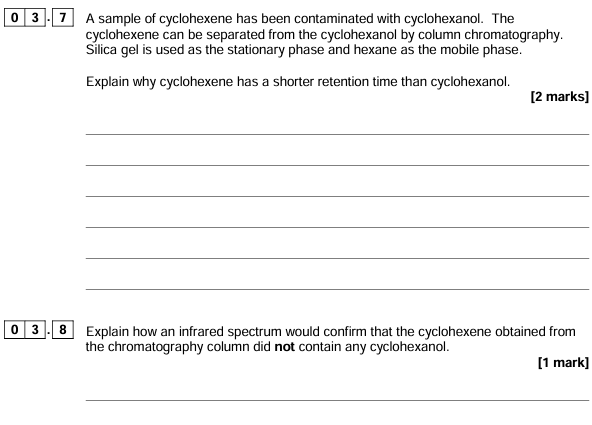 0 3 . 7 A sample of cyclohexene has been contaminated with cyclohexanol. The
cyclohexene can be separated from the cyclohexanol by column chromatography.
Silica gel is used as the stationary phase and hexane as the mobile phase.
Explain why cyclohexene has a shorter retention time than cyclohexanol.
[2 marks]
0 3 . 8 Explain how an infrared spectrum would confirm that the cyclohexene obtained from
the chromatography column did not contain any cyclohexanol.
[1 mark]